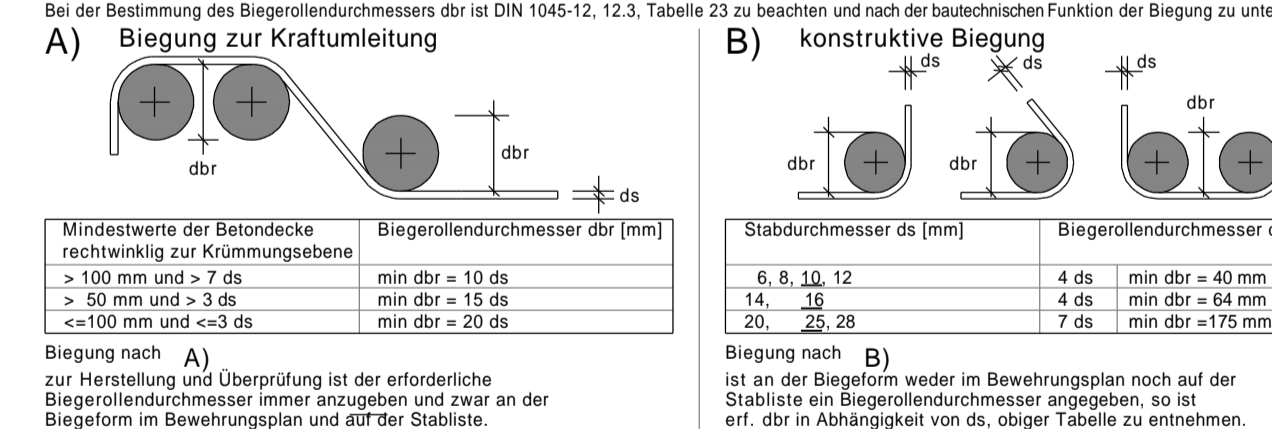 Bei der Bestimmung des Biegerollendurchmessers dbr ist DIN 1045-12, 12.3, Tabelle 23 zu beachten und nach der bautechnischen Funktion der Biegung zu unte
A) Biegung zur Kraftumleitung
dbr
dbr
ds
Mindestwerte der Betondecke
rechtwinklig zur Krümmungsebene
Biegerollendurchmesser dbr [mm]
> 100 mm und > 7 ds min dbr = 10 ds
> 50 mm und > 3 ds min dbr = 15 ds
<=100 mm und <=3 ds min dbr = 20 ds
Biegung nach A)
zur Herstellung und Überprüfung ist der erforderliche
Biegerollendurchmesser immer anzugeben und zwar an der
Biegeform im Bewehrungsplan und auf der Stabliste.
B) konstruktive Biegung
ds ds ds
dbr
dbr dbr
Stabdurchmesser ds [mm] Biegerollendurchmesser
6, 8, 10, 12 4 ds min dbr = 40 mm
14, 16 4 ds min dbr = 64 mm
20, 25, 28 7 ds min dbr =175 mm
Biegung nach B)
ist an der Biegeform weder im Bewehrungsplan noch auf der
Stabliste ein Biegerollendurchmesser angegeben, so ist
erf. dbr in Abhängigkeit von ds, obiger Tabelle zu entnehmen.